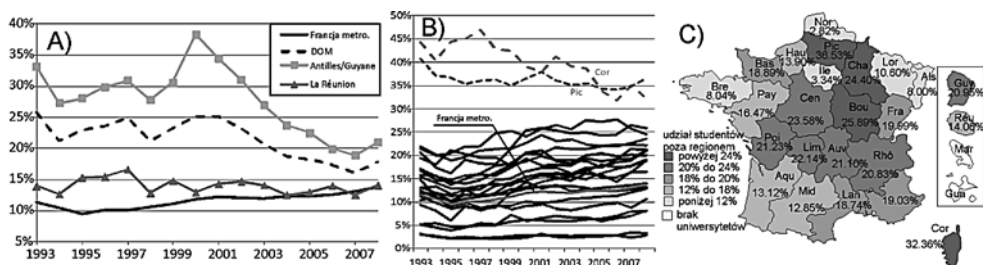 A)
40%
35%
30%
25%
20%
15%
10%
5%
0%
1993 1995 1997 1999 2001 2003 2005 2007
Francja metro.
DOM
Antilles/Guyane
La Réunion
B)
50%
45%
40%
35%
30%
25%
20%
15%
10%
5%
0%
1993 1995 1997 1999 2001 2003 2005 2007
Cor
Pic
Francja metro.
C)
Nor
2.82%
Pic
36.53%
Hau
13.90%
Bas
18.89%
Ile
3.34%
Cha
24.40%
Lor
10.60%
Als
8.00%
Bre
8.04%
Pay
16.47%
Cen
23.58%
Bou
25.89%
Fra
19.99%
Poi
21.23%
Lim
22.14%
Auv
21.10%
Rhô
20.83%
Aqu
13.12%
Mid
12.85%
Lan
18.74%
19.03%
Cor
32.36%
Guy
20.95%
Réu
14.06%
Mar
Gua
udział studentów
poza regionem
powyżej 24%
20% do 24%
18% do 20%
12% do 18%
poniżej 12%
brak
uniwersytetów